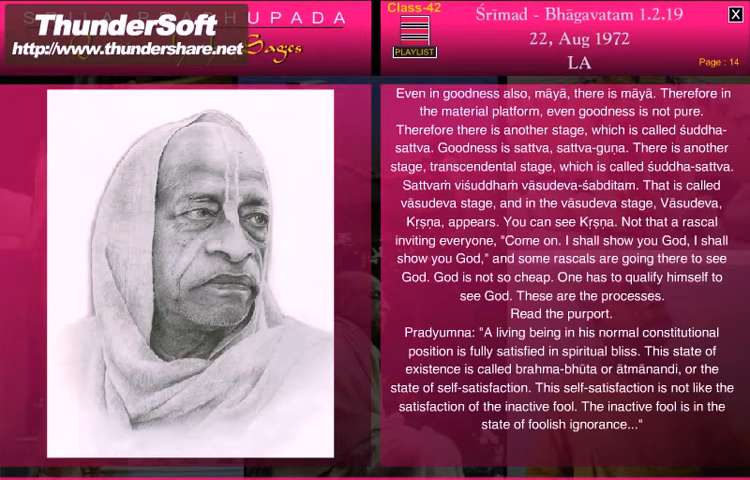 ThunderSoft
http://www.thundershare.net
HUPADA
Sages
Class-42
PLAYLIST
Śrīmad - Bhāgavatam 1.2.19
22, Aug 1972
LA
X
Page : 14
Even in goodness also, māyā, there is māyā. Therefore in
the material platform, even goodness is not pure.
Therefore there is another stage, which is called śuddha-
sattva. Goodness is sattva, sattva-guṇa. There is another
stage, transcendental stage, which is called śuddha-sattva.
Sattvaṁ viśuddhaṁ vāsudeva-śabditam. That is called
vāsudeva stage, and in the vāsudeva stage, Vāsudeva,
Kṛṣṇa, appears. You can see Kṛṣṇa. Not that a rascal
inviting everyone, "Come on. I shall show you God, I shall
show you God," and some rascals are going there to see
God. God is not so cheap. One has to qualify himself to
see God. These are the processes.
Read the purport.
Pradyumna: "A living being in his normal constitutional
position is fully satisfied in spiritual bliss. This state of
existence is called brahma-bhūta or ātmānandi, or the
state of self-satisfaction. This self-satisfaction is not like the
satisfaction of the inactive fool. The inactive fool is in the
state of foolish ignorance..."